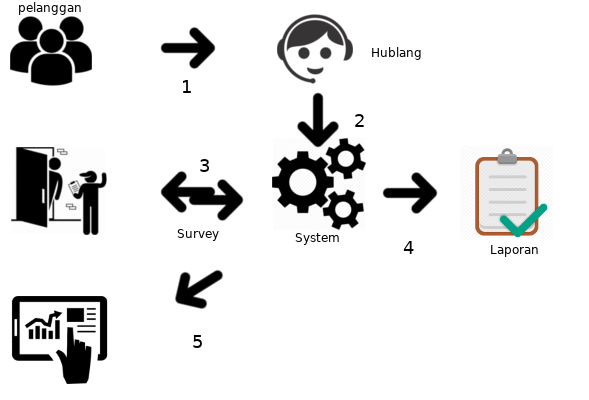 pelanggan
Hublang
1
2
3
Survey
System
4
Laporan
5